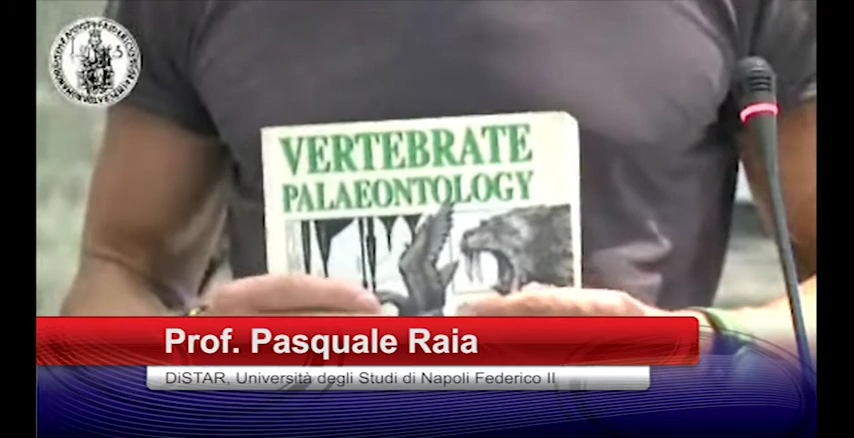 VERTEBRATE
PALAEONTOLOGY
Prof. Pasquale Raia
DiSTAR, Università degli Studi di Napoli Federico II